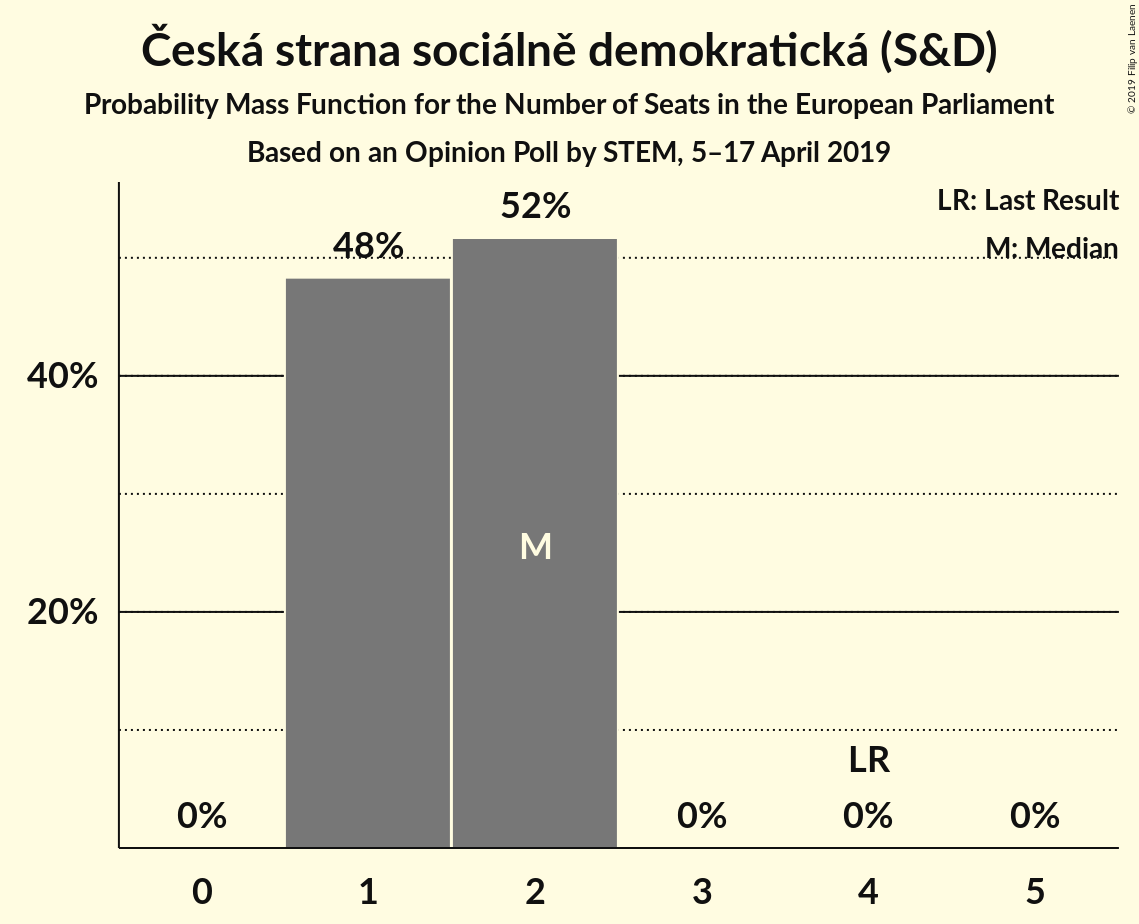 Česká strana sociálně demokratická (S&D)
Probability Mass Function for the Number of Seats in the European Parliament
Based on an Opinion Poll by STEM, 5–17 April 2019
© 2019 Filip van Laenen
LR: Last Result
M: Median
52%
48%
40%
M
20%
LR
0%
0%
0%
0%
0 1 2 3 4 5